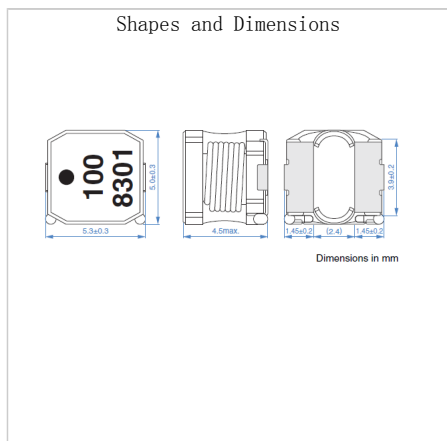 Shapes and Dimensions
100
8301
5.0±0.3
5.3±0.3
4.5max.
3.9±0.2
1.45±0.2
(2.4)
1.45±0.2
Dimensions in mm